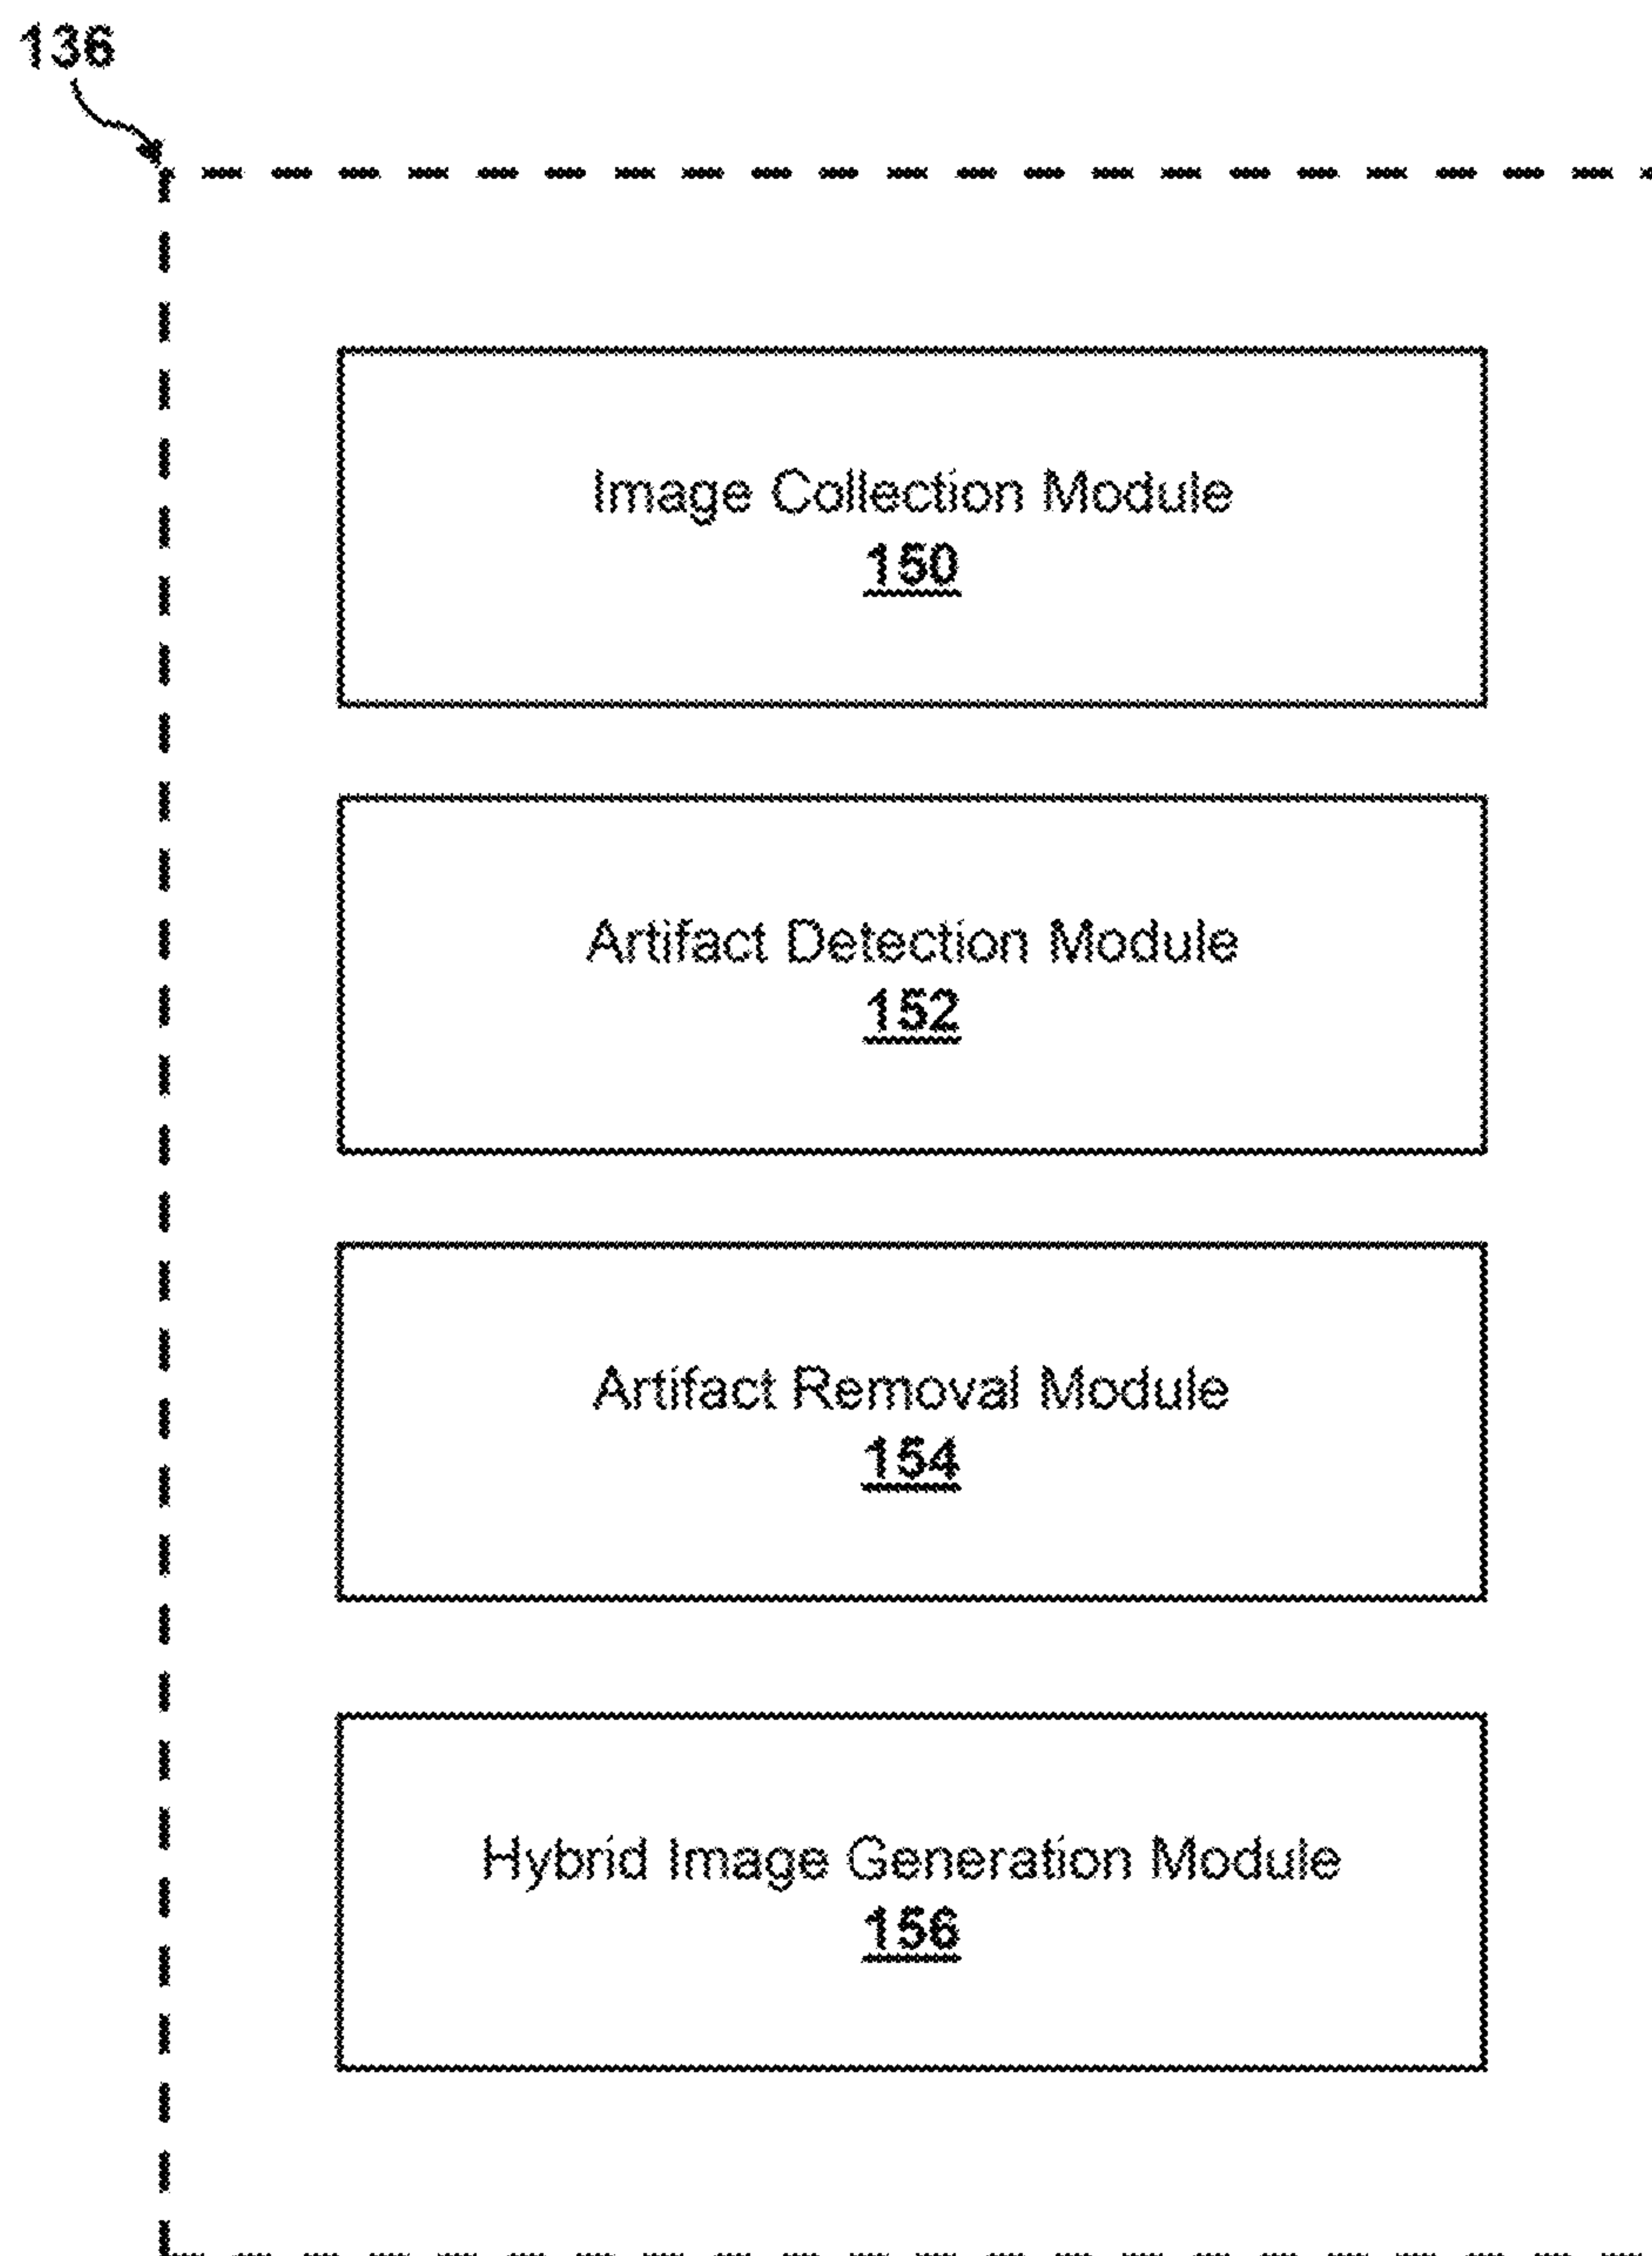 136
Image Collection Module
150
Artifact Detection Module
152
Artifact Removal Module
154
Hybrid Image Generation Module
156